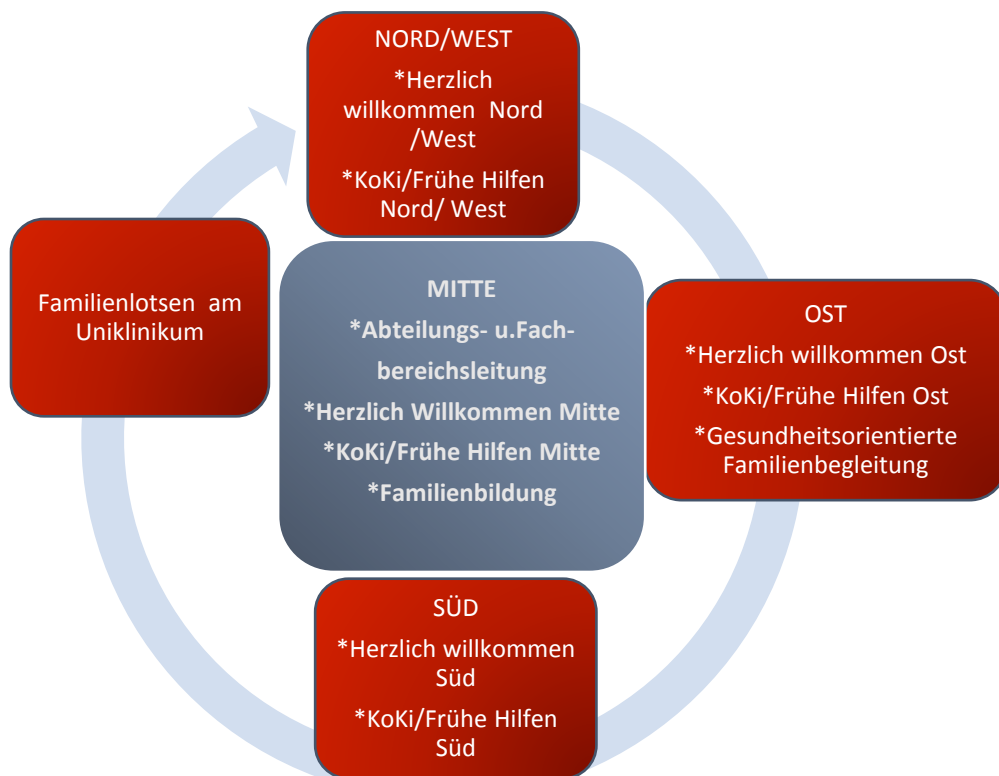 NORD/WEST
*Herzlich
willkommen Nord
/West
*KoKi/Frühe Hilfen
Nord/ West
Familienlotsen am
Uniklinikum
MITTE
*Abteilungs- u.Fach-
bereichsleitung
*Herzlich Willkommen Mitte
*KoKi/Frühe Hilfen Mitte
*Familienbildung
OST
*Herzlich willkommen Ost
*KoKi/Frühe Hilfen Ost
*Gesundheitsorientierte
Familienbegleitung
SÜD
*Herzlich willkommen
Süd
*KoKi/Frühe Hilfen
Süd